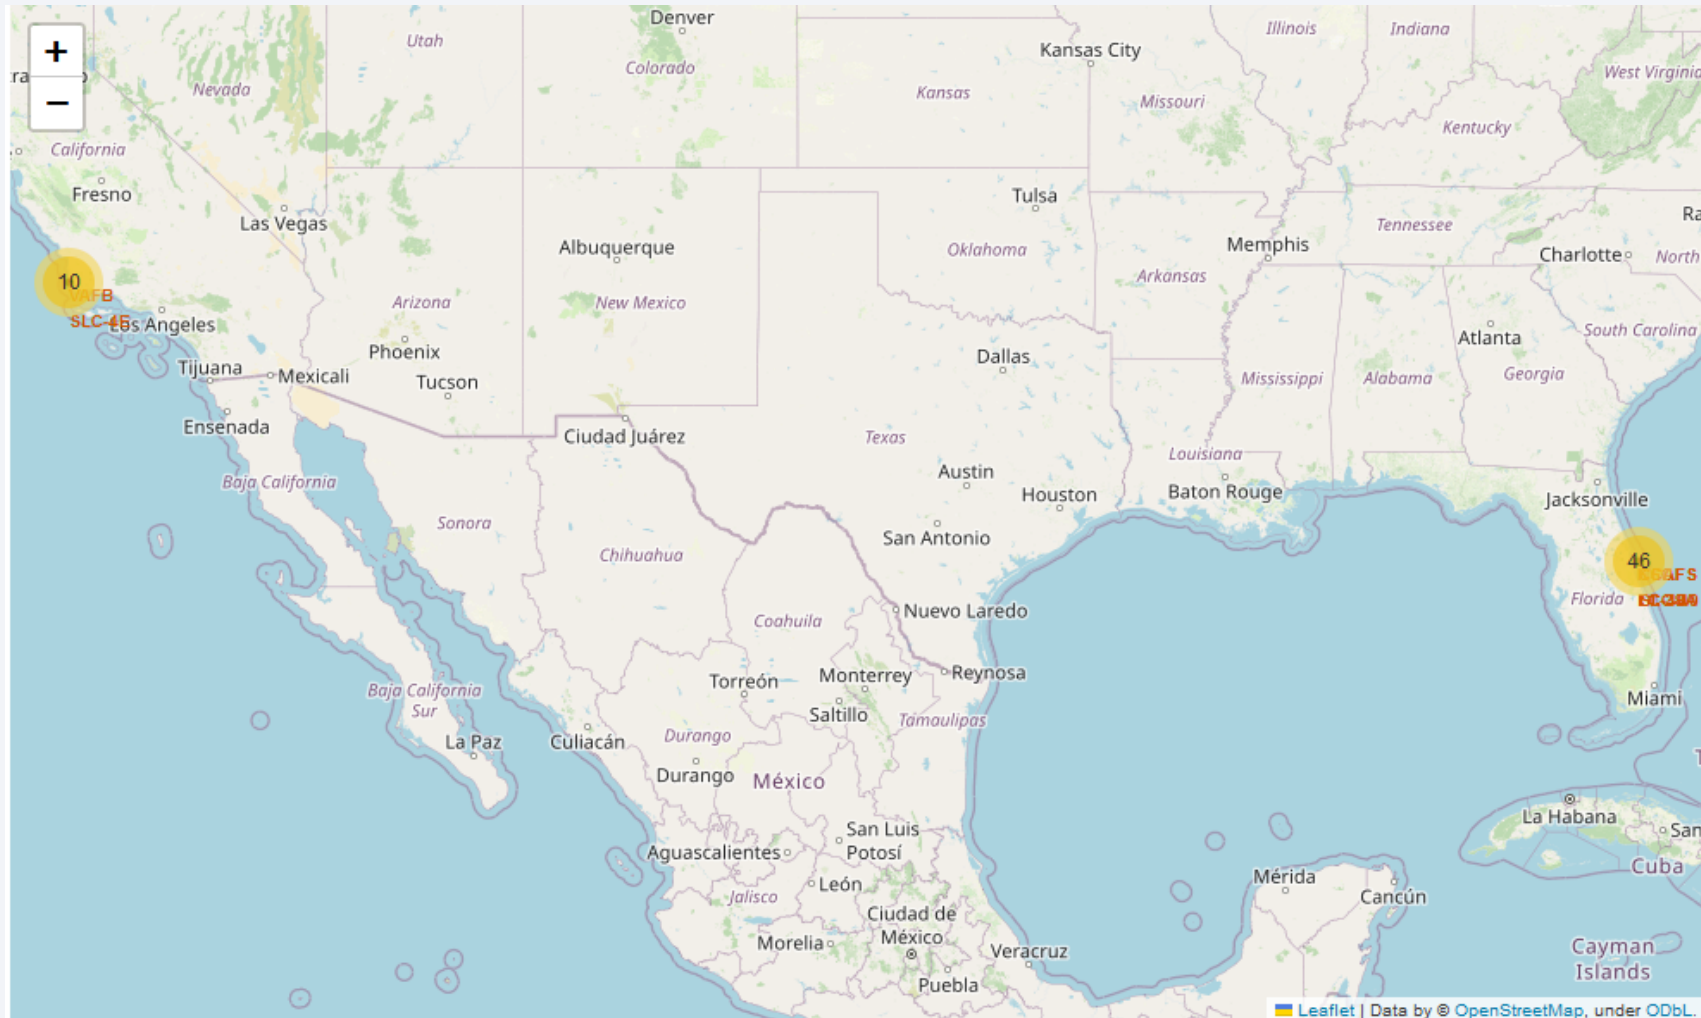 Denver
Utah
Kansas City
Illinois
Indiana
+
−
Colorado
West Virginia
Nevada
Kansas
Missouri
Kentucky
California
Fresno
Tulsa
Las Vegas
Albuquerque
Oklahoma
Memphis
Tennessee
Charlotte
North
10
VAFB
Arizona
New Mexico
Arkansas
SLC-4E
Los Angeles
Phoenix
Atlanta
South Carolina
Tijuana
Mexicali
Tucson
Dallas
Mississippi
Alabama
Georgia
Ensenada
Ciudad Juárez
Texas
Louisiana
Baja California
Austin
Houston
Baton Rouge
Jacksonville
Sonora
Chihuahua
San Antonio
46
Florida
Coahuila
Nuevo Laredo
Torreón
Monterrey
Reynosa
Baja California
Sur
Saltillo
Tamaulipas
Miami
La Paz
Culiacán
Durango
Durango
México
La Habana
San Luis
Potosí
Aguascalientes
León
Jalisco
Mérida
Cancún
Cuba
Ciudad de
México
Morelia
Veracruz
Puebla
Cayman
Islands
Leaflet | Data by © OpenStreetMap, under ODbL.